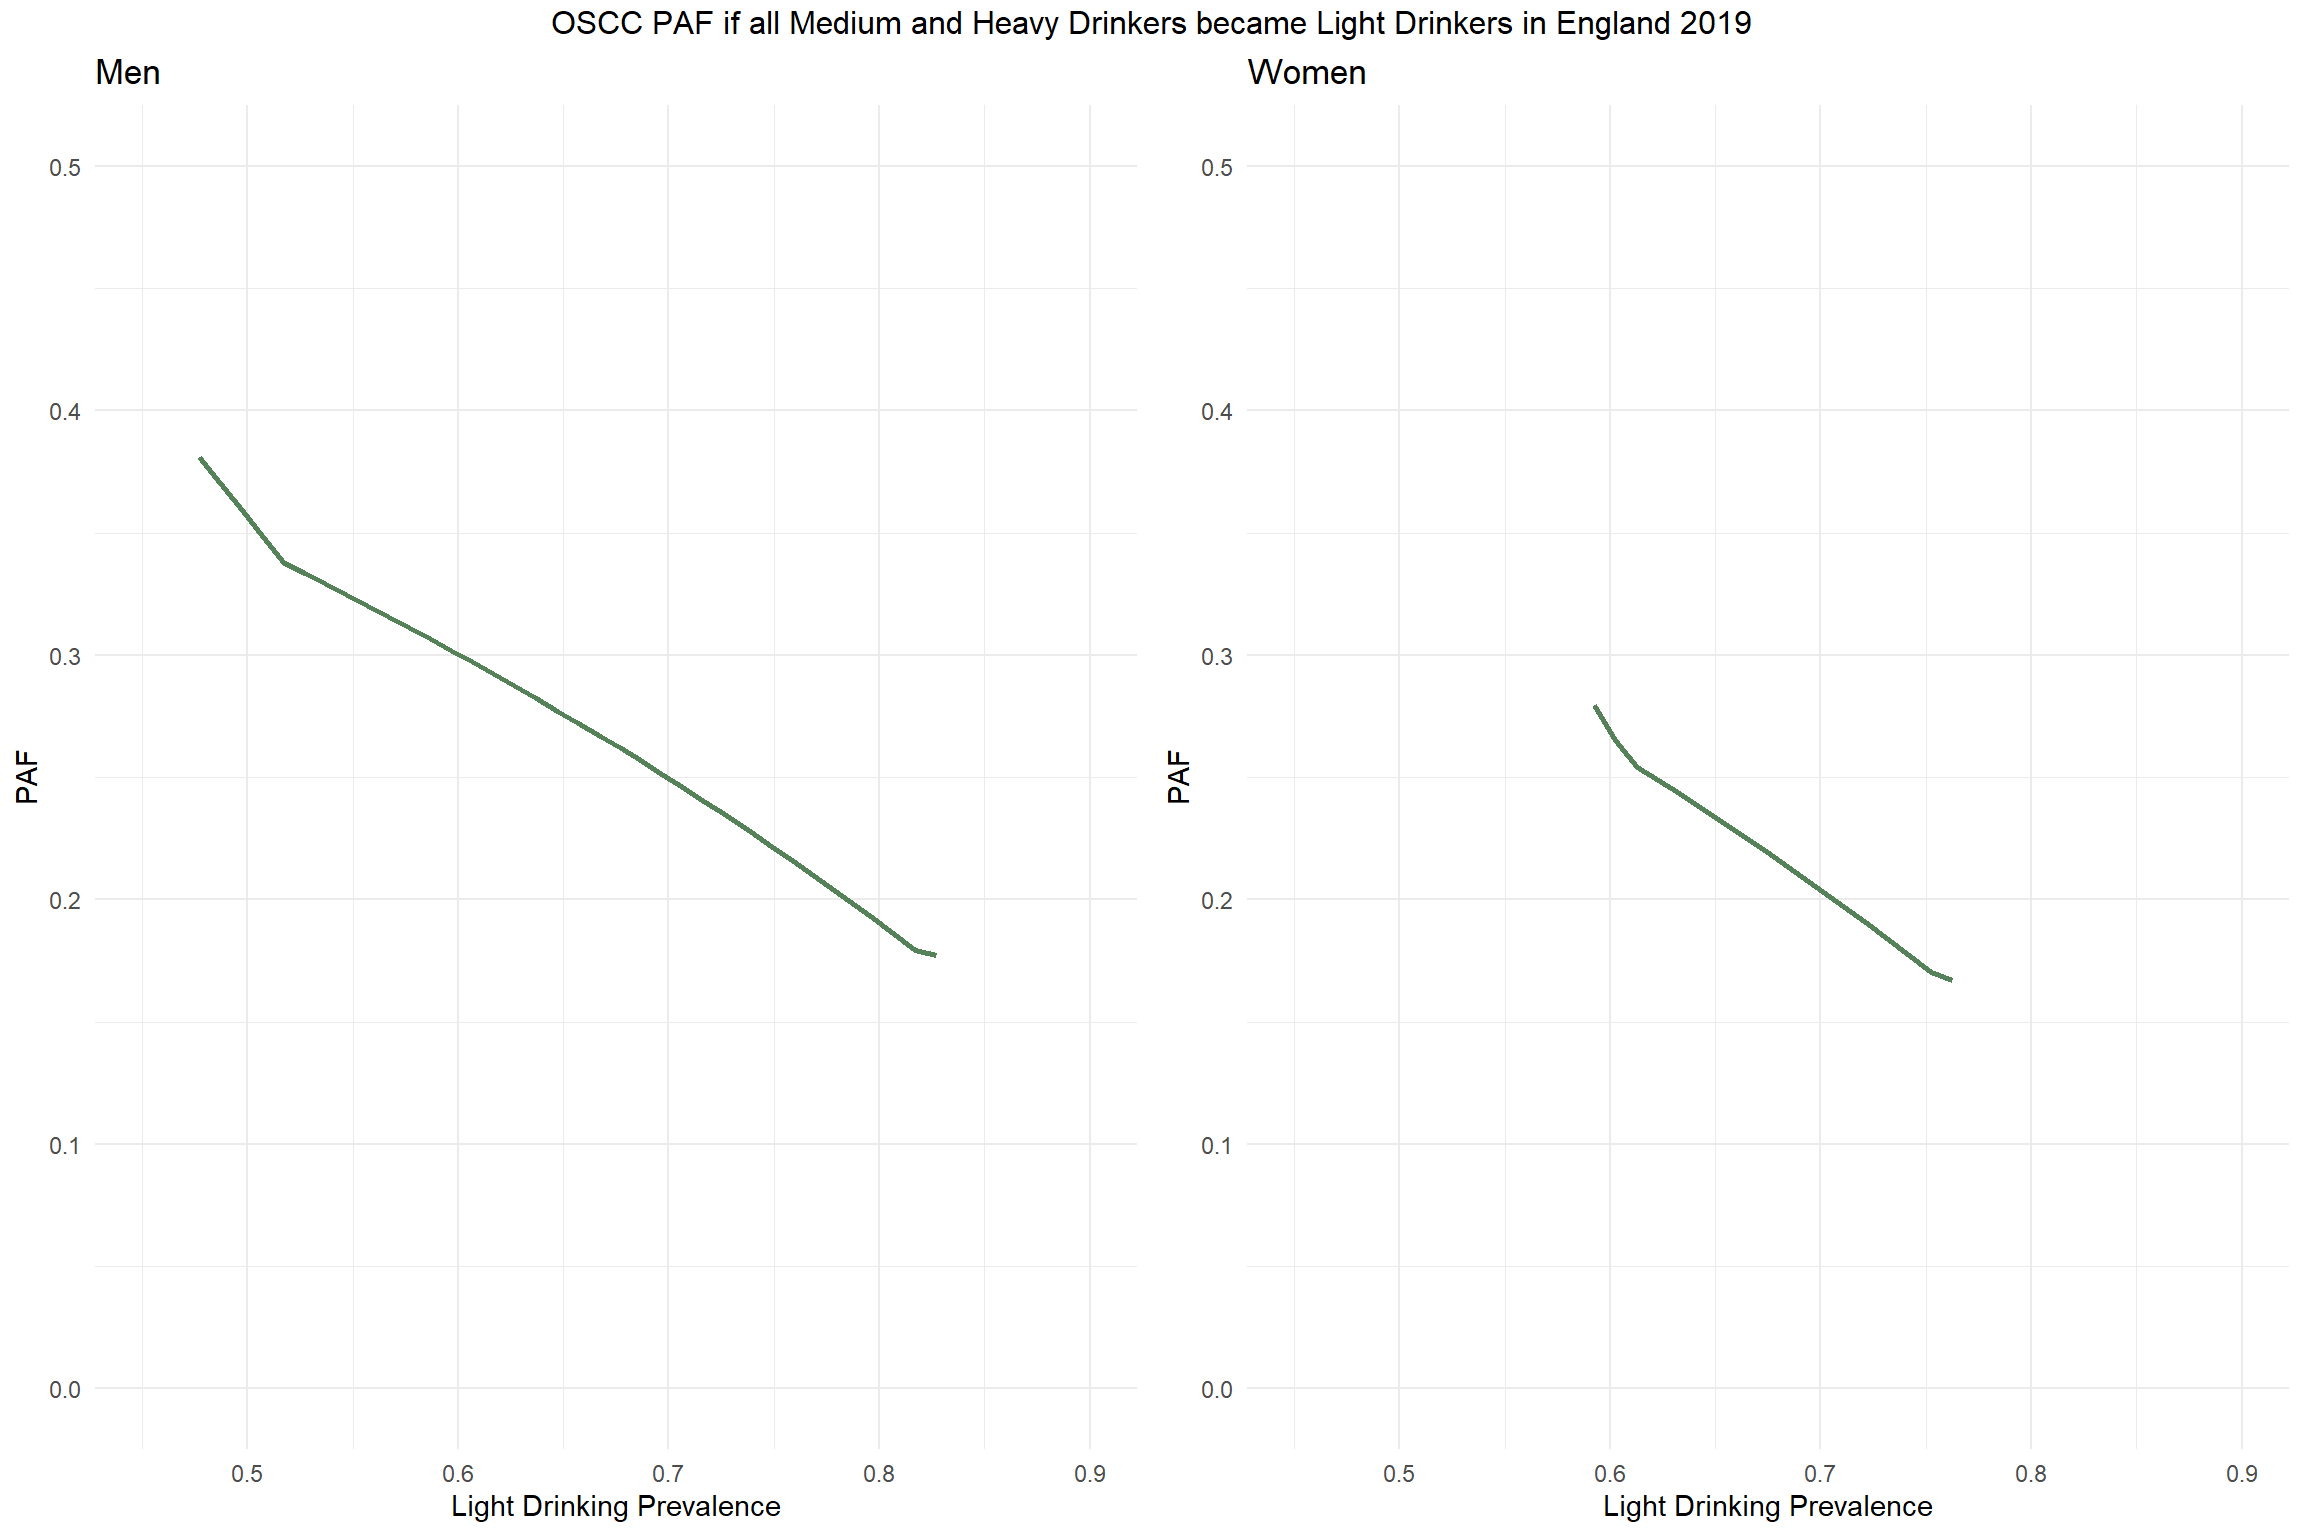 OSCC PAF if all Medium and Heavy Drinkers became Light Drinkers in England 2019
Men
PAF
0.5
0.4
0.3
0.2
0.1
0.0
0.5 0.6 0.7 0.8 0.9
Light Drinking Prevalence
Women
PAF
0.5
0.4
0.3
0.2
0.1
0.0
0.5 0.6 0.7 0.8 0.9
Light Drinking Prevalence